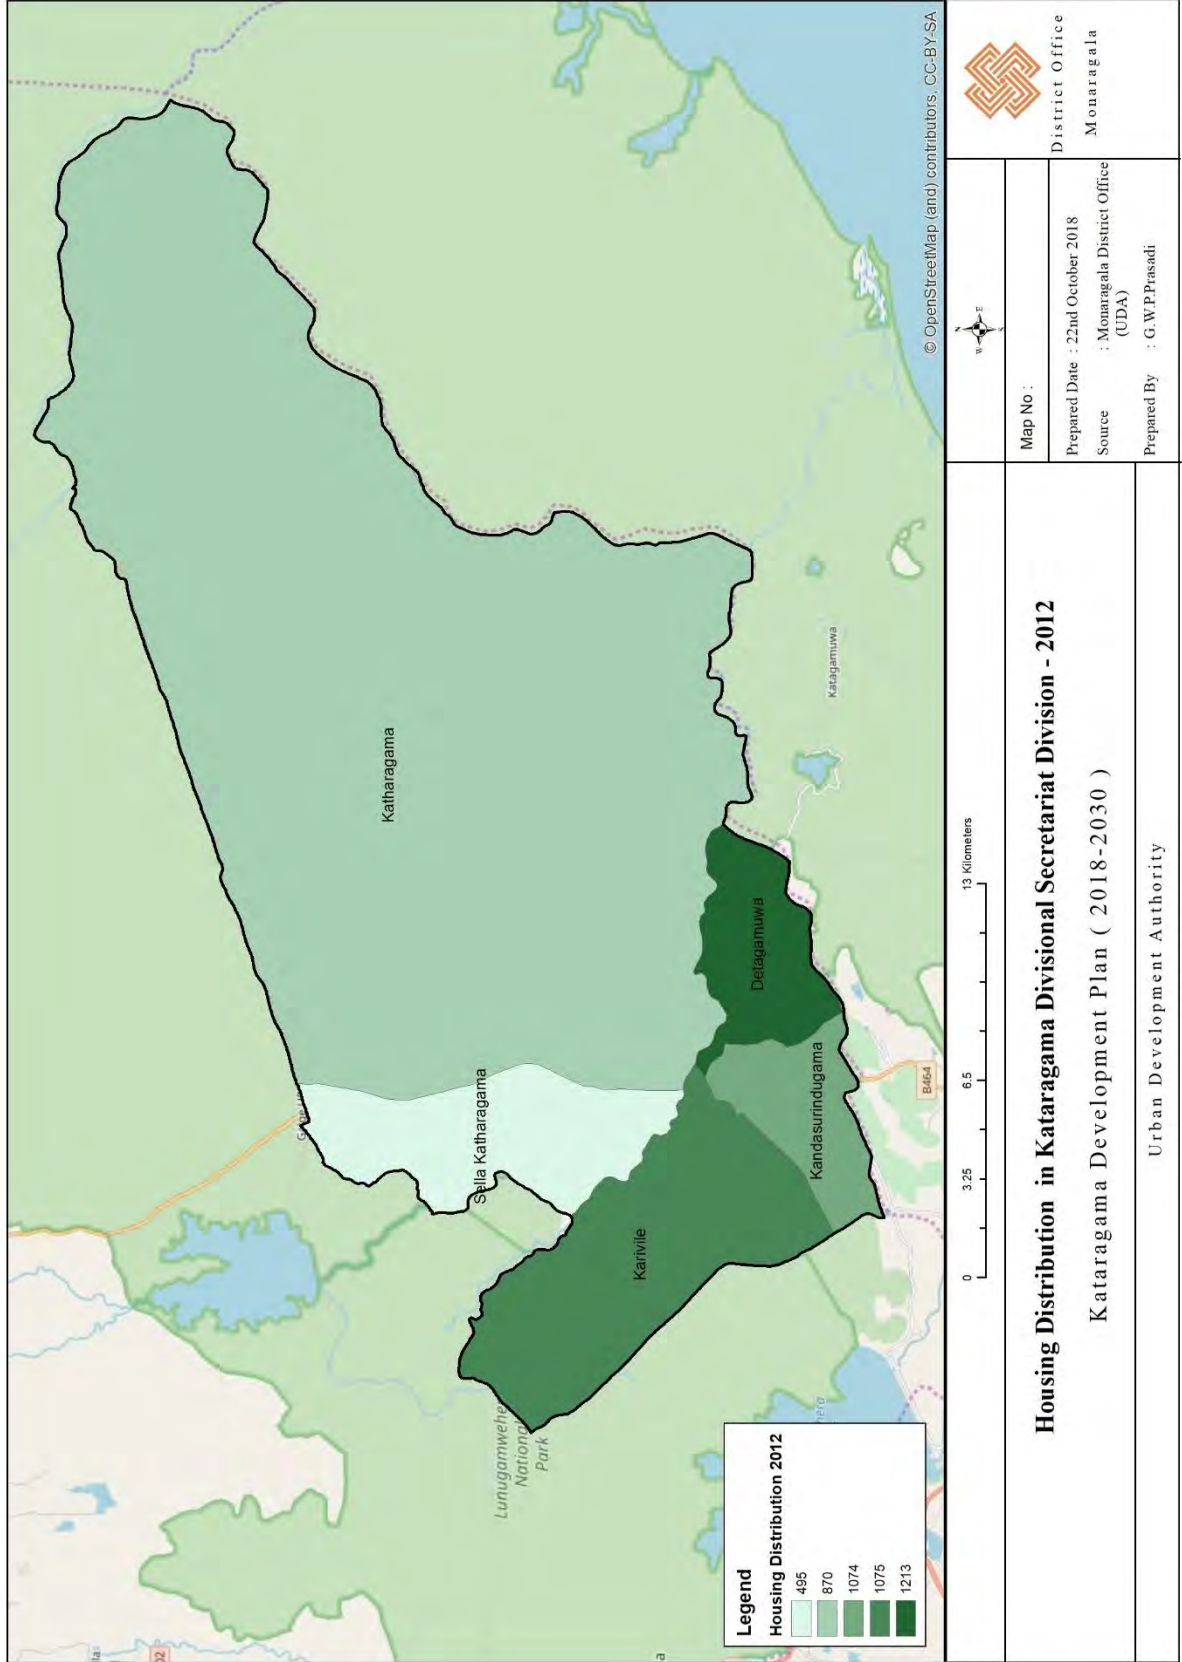 Katharagama
Sella Katharagama
Karivile
Detagamuwa
Kandasurindugama
Katagamuwa
Lunugamwehe
National
Park
B464
© OpenStreetMap (and) contributors, CC-BY-SA
Legend
Housing Distribution 2012
495
870
1074
1075
1213
0 3.25 6.5 13 Kilometers
Housing Distribution in Kataragama Divisional Secretariat Division - 2012
Kataragama Development Plan ( 2018-2030 )
Urban Development Authority
N
W E
S
Map No :
Prepared Date : 22nd October 2018
Source : Monaragala District Office
(UDA)
Prepared By : G.W.P.Prasadi
District Office
Monaragala